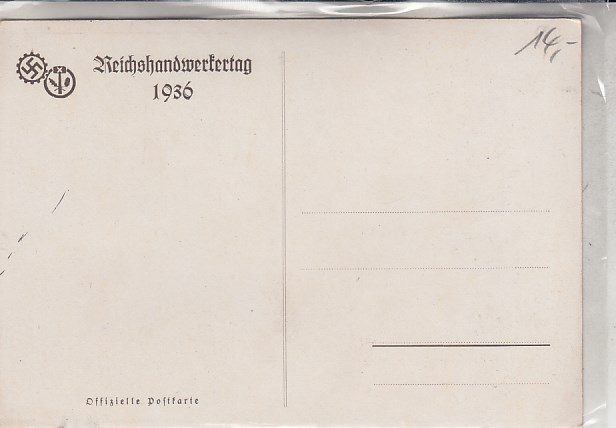 Reichshandwerkertag
1936
14,-
Offizielle Postkarte